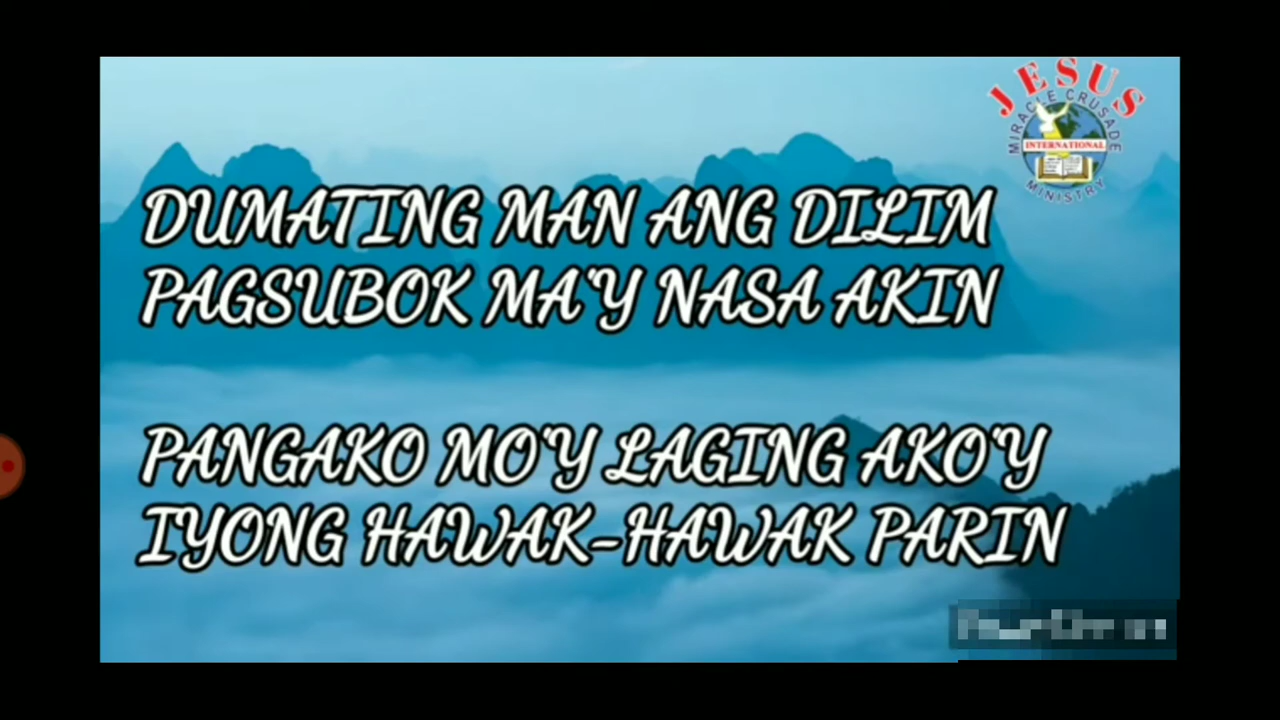 JESUS
MIRACLE CRUSADE
INTERNATIONAL
MINISTRY
DUMATING MAN ANG DILIM
PAGSUBOK MA'Y NASA AKIN
PANGAKO MO'Y LAGING AKO'Y
IYONG HAWAK-HAWAK PARIN